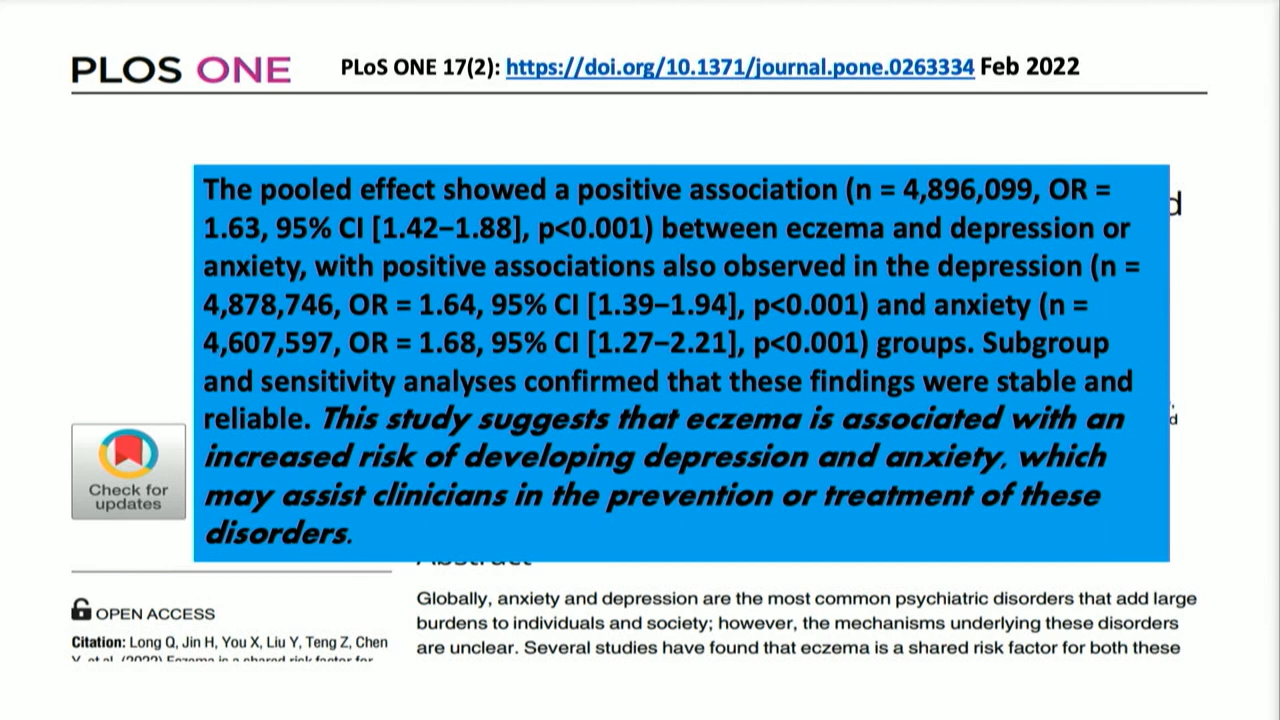 PLOS ONE
PLoS ONE 17(2): https://doi.org/10.1371/journal.pone.0263334 Feb 2022
The pooled effect showed a positive association (n = 4,896,099, OR =
1.63, 95% CI [1.42–1.88], p<0.001) between eczema and depression or
anxiety, with positive associations also observed in the depression (n =
4,878,746, OR = 1.64, 95% CI [1.39–1.94], p<0.001) and anxiety (n =
4,607,597, OR = 1.68, 95% CI [1.27–2.21], p<0.001) groups. Subgroup
and sensitivity analyses confirmed that these findings were stable and
reliable. This study suggests that eczema is associated with an
increased risk of developing depression and anxiety, which
may assist clinicians in the prevention or treatment of these
disorders.
Check for
updates
OPEN ACCESS
Citation: Long Q, Jin H, You X, Liu Y, Teng Z, Chen
Globally, anxiety and depression are the most common psychiatric disorders that add large
burdens to individuals and society; however, the mechanisms underlying these disorders
are unclear. Several studies have found that eczema is a shared risk factor for both these